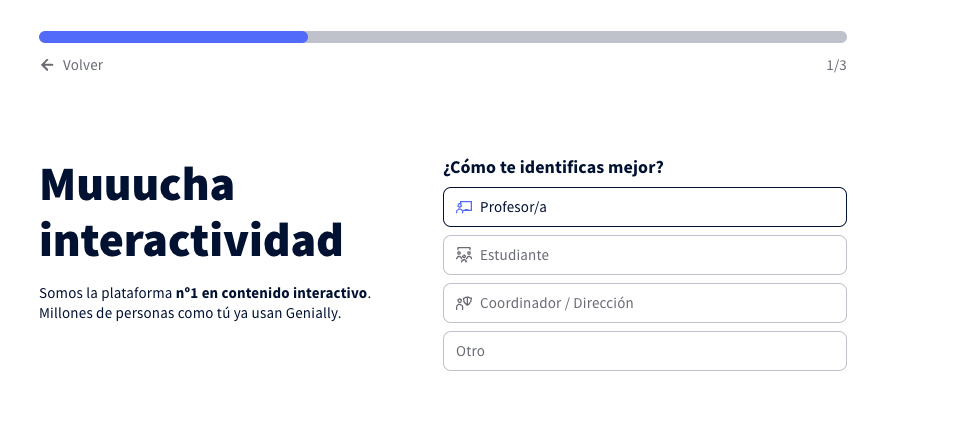 Volver
1/3
Muuucha
interactividad
Somos la plataforma nº1 en contenido interactivo.
Millones de personas como tú ya usan Genially.
¿Cómo te identificas mejor?
Profesor/a
Estudiante
Coordinador / Dirección
Otro